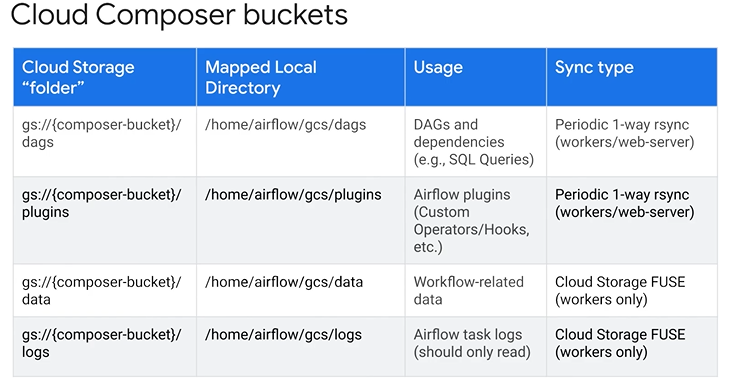 Cloud Composer buckets
Cloud Storage
“folder”
Mapped Local
Directory
Usage
Sync type
gs://{composer-bucket}/
dags
/home/airflow/gcs/dags
DAGs and
dependencies
(e.g., SQL Queries)
Periodic 1-way rsync
(workers/web-server)
gs://{composer-bucket}/
plugins
/home/airflow/gcs/plugins
Airflow plugins
(Custom
Operators/Hooks,
etc.)
Periodic 1-way rsync
(workers/web-server)
gs://{composer-bucket}/
data
/home/airflow/gcs/data
Workflow-related
data
Cloud Storage FUSE
(workers only)
gs://{composer-bucket}/
logs
/home/airflow/gcs/logs
Airflow task logs
(should only read)
Cloud Storage FUSE
(workers only)